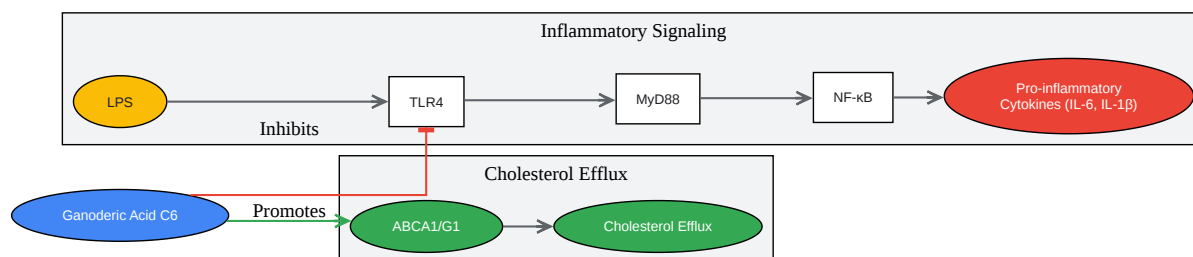 Inflammatory Signaling
LPS
TLR4
MyD88
NF-κB
Pro-inflammatory
Cytokines (IL-6, IL-1β)
Inhibits
Cholesterol Efflux
Ganoderic Acid C6
Promotes
ABCA1/G1
Cholesterol Efflux